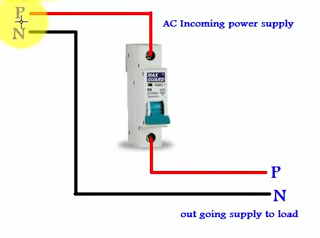 P
N
AC Incoming power supply
MAX
GUARD
P
N
out going supply to load